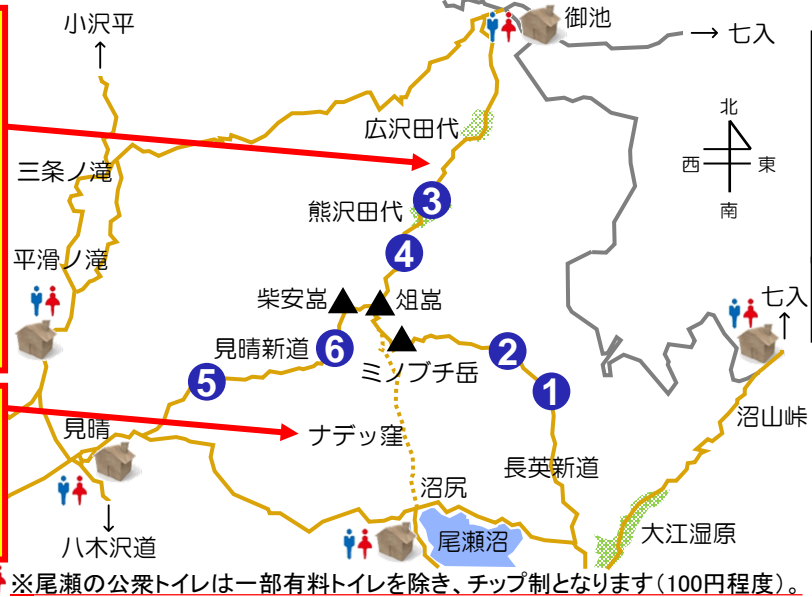 小沢平
↑
御池
→ 七入
広沢田代
北
西 東
南
三条ノ滝
熊沢田代
3
4
平滑ノ滝
柴安嵓
俎嵓
七入
↑
見晴新道
6
ミノブチ岳
2
5
1
沼山峠
見晴
ナデッ窪
長英新道
沼尻
大江湿原
尾瀬沼
↓
八木沢道
※尾瀬の公衆トイレは一部有料トイレを除き、チップ制となります(100円程度)。